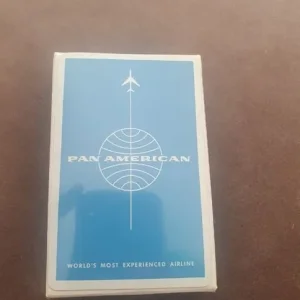 PAN AMERICAN
WORLD'S MOST EXPERIENCED AIRLINE